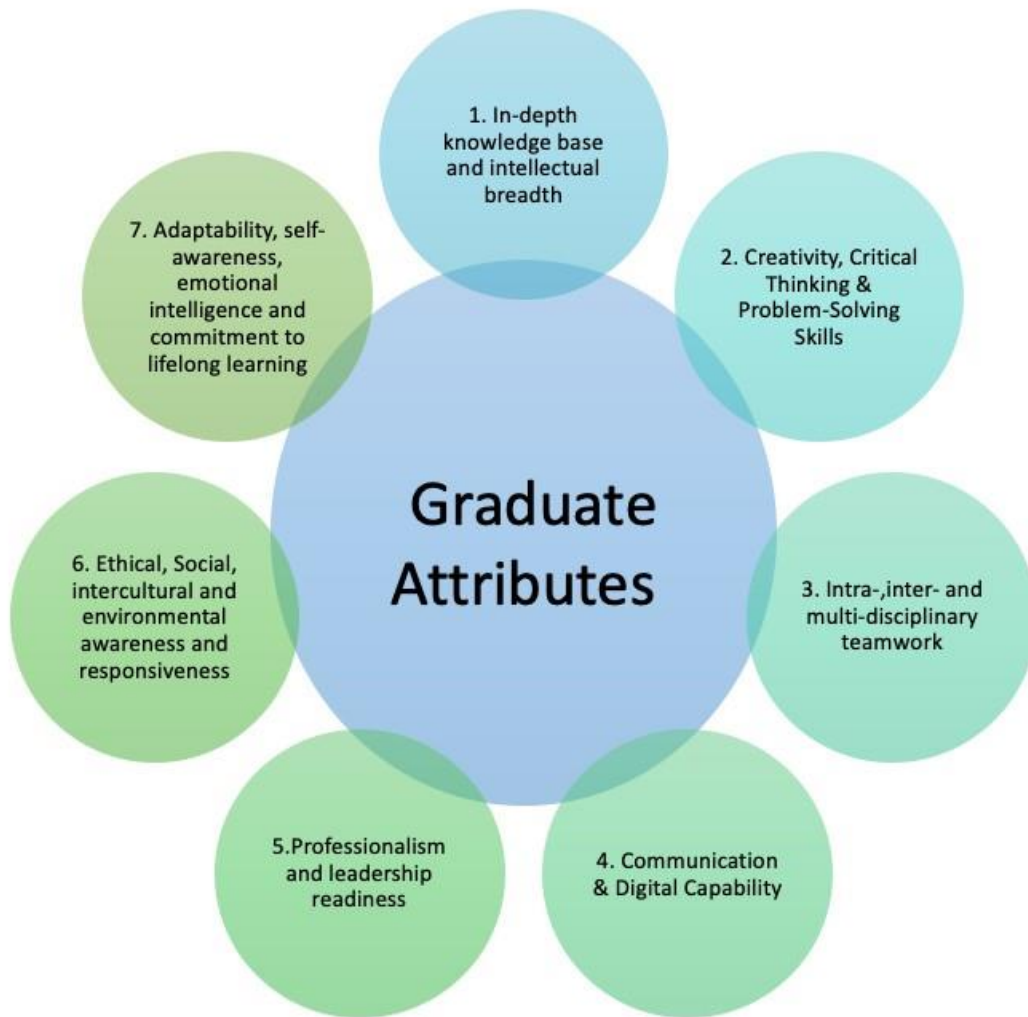 1. In-depth
knowledge base
and intellectual
breadth
2. Creativity, Critical
Thinking &
Problem-Solving
Skills
3. Intra-,inter- and
multi-disciplinary
teamwork
4. Communication
& Digital Capability
5.Professionalism
and leadership
readiness
6. Ethical, Social,
intercultural and
environmental
awareness and
responsiveness
7. Adaptability, self-
awareness,
emotional
intelligence and
commitment to
lifelong learning
Graduate
Attributes